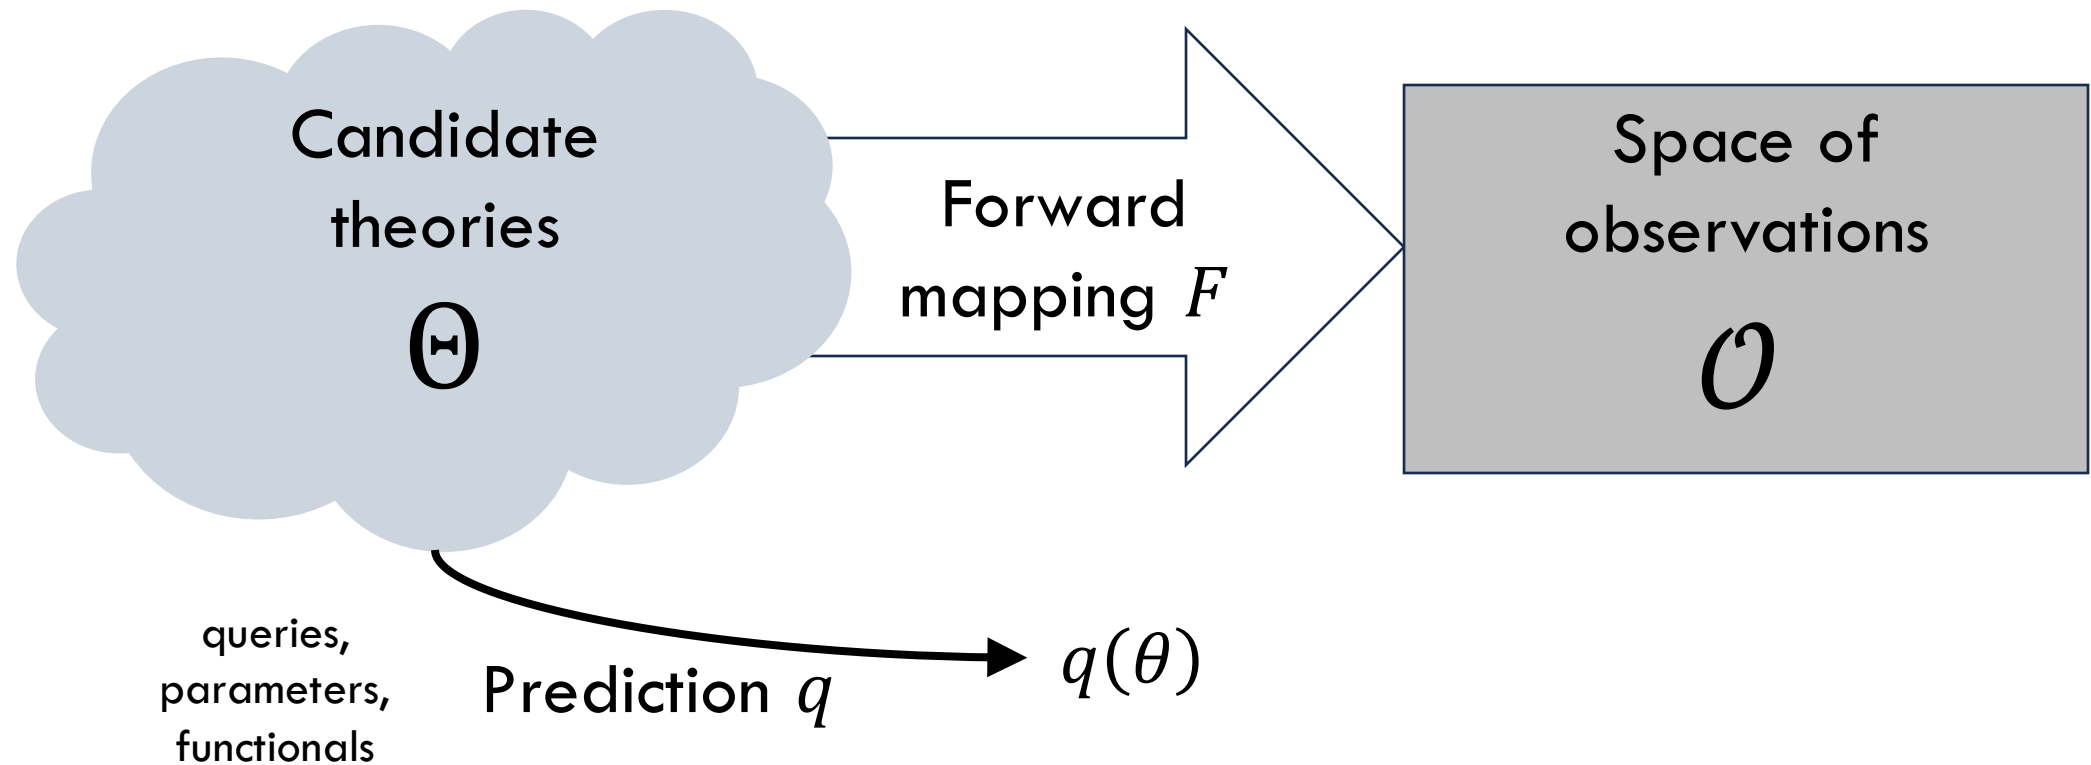 Candidate
theories
Θ
Forward
mapping F
Space of
observations
𝒪
queries,
parameters,
functionals
Prediction q
q(θ)